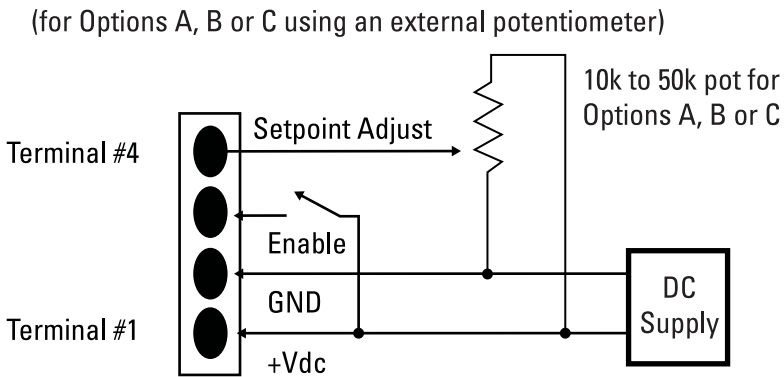 (for Options A, B or C using an external potentiometer)
10k to 50k pot for
Options A, B or C
Setpoint Adjust
Terminal #4
Enable
GND
DC
Supply
Terminal #1
+Vdc